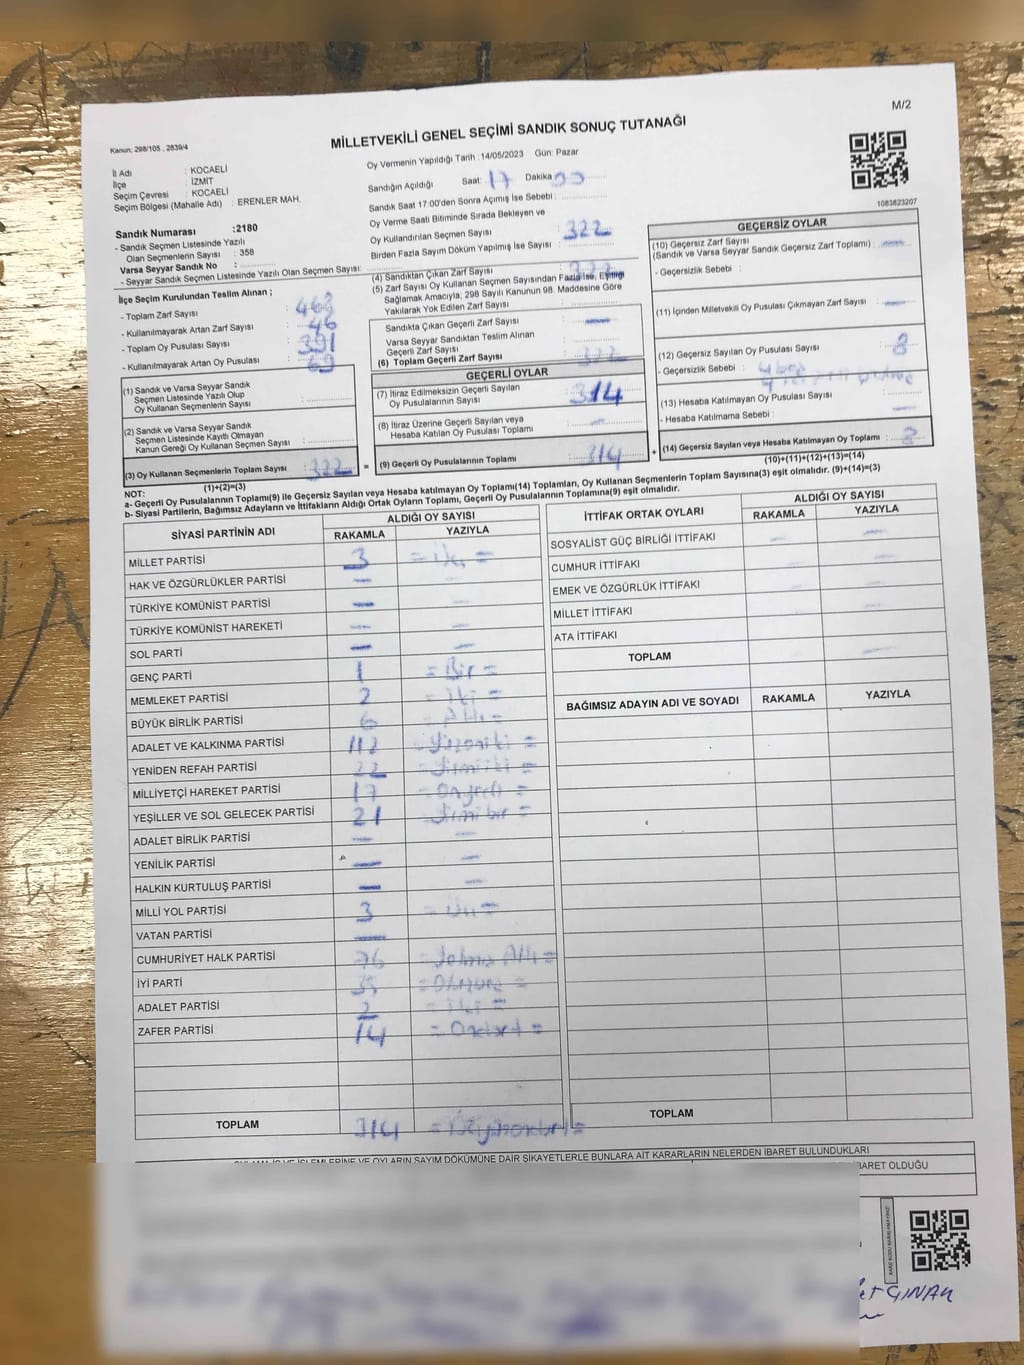 M/2
Kanun: 298/105 , 2839/4
MİLLETVEKİLİ GENEL SEÇİMİ SANDIK SONUÇ TUTANAĞI
İl Adı : KOCAELİ
İlçe : İZMİT
Seçim Çevresi : KOCAELİ
Seçim Bölgesi (Mahalle Adı) : ERENLER MAH.
Oy Vermenin Yapıldığı Tarih :14/05/2023 Gün: Pazar
Sandığın Açıldığı Saat: 17 Dakika
Sandık Saat 17:00'den Sonra Açımış İse Sebebi :
Oy Verme Saati Bitiminde Sırada Bekleyen ve
Oy Kullandırılan Seçmen Sayısı : 322
Birden Fazla Sayım Döküm Yapılmış İse Sayısı :
1083823207
Sandık Numarası :2180
- Sandık Seçmen Listesinde Yazılı
Olan Seçmenlerin Sayısı : 358
Varsa Seyyar Sandık No :
- Seyyar Sandık Seçmen Listesinde Yazılı Olan Seçmen Sayısı:
İlçe Seçim Kurulundan Teslim Alınan ;
- Toplam Zarf Sayısı :
- Kullanılmayarak Artan Zarf Sayısı : 46
- Toplam Oy Pusulası Sayısı : 391
- Kullanılmayarak Artan Oy Pusulası : 69
(1) Sandık ve Varsa Seyyar Sandık
Seçmen Listesinde Yazılı Olup
Oy Kullanan Seçmenlerin Sayısı :
(2) Sandık ve Varsa Seyyar Sandık
Seçmen Listesinde Kayıtlı Olmayan
Kanun Gereği Oy Kullanan Seçmen Sayısı :
(3) Oy Kullanan Seçmenlerin Toplam Sayısı : 322 =
(1)+(2)=(3)
(4) Sandıktan Çıkan Zarf Sayısı : 322
(5) Zarf Sayısı Oy Kullanan Seçmen Sayısından Fazla İse, Eşitliği
Sağlamak Amacıyla, 298 Sayılı Kanunun 98. Maddesine Göre
Yakılarak Yok Edilen Zarf Sayısı :
Sandıkta Çıkan Geçerli Zarf Sayısı : —
Varsa Seyyar Sandıktan Teslim Alınan
Geçerli Zarf Sayısı :
(6) Toplam Geçerli Zarf Sayısı : 322
GEÇERLİ OYLAR
(7) İtiraz Edilmeksizin Geçerli Sayılan
Oy Pusulalarının Sayısı : 314
(8) İtiraz Üzerine Geçerli Sayılan veya
Hesaba Katılan Oy Pusulası Toplamı : —
(9) Geçerli Oy Pusulalarının Toplamı : 314 +
GEÇERSİZ OYLAR
(10) Geçersiz Zarf Sayısı : —
(Sandık ve Varsa Seyyar Sandık Geçersiz Zarf Toplamı)
- Geçersizlik Sebebi :
(11) İçinden Milletvekili Oy Pusulası Çıkmayan Zarf Sayısı : —
(12) Geçersiz Sayılan Oy Pusulası Sayısı : 8
- Geçersizlik Sebebi :
(13) Hesaba Katılmayan Oy Pusulası Sayısı :
- Hesaba Katılmama Sebebi : —
(14) Geçersiz Sayılan veya Hesaba Katılmayan Oy Toplamı : 8
(10)+(11)+(12)+(13)=(14)
NOT:
a- Geçerli Oy Pusulalarının Toplamı(9) ile Geçersiz Sayılan veya Hesaba katılmayan Oy Toplamı(14) Toplamları, Oy Kullanan Seçmenlerin Toplam Sayısına(3) eşit olmalıdır. (9)+(14)=(3)
b- Siyasi Partilerin, Bağımsız Adayların ve İttifakların Aldığı Ortak Oyların Toplamı, Geçerli Oy Pusulalarının Toplamına(9) eşit olmalıdır.
SİYASİ PARTİNİN ADI ALDIĞI OY SAYISI
RAKAMLA YAZIYLA
MİLLET PARTİSİ 3
HAK VE ÖZGÜRLÜKLER PARTİSİ — —
TÜRKİYE KOMÜNİST PARTİSİ — —
TÜRKİYE KOMÜNİST HAREKETİ — —
SOL PARTİ — —
GENÇ PARTİ 1 = Bir =
MEMLEKET PARTİSİ 2 = İki =
BÜYÜK BİRLİK PARTİSİ 6 = Altı =
ADALET VE KALKINMA PARTİSİ 112 = Yüzoniki =
YENİDEN REFAH PARTİSİ 22 = Yirmiiki =
MİLLİYETÇİ HAREKET PARTİSİ 17 = Onyedi =
YEŞİLLER VE SOL GELECEK PARTİSİ 21 = Yirmibir =
ADALET BİRLİK PARTİSİ — —
YENİLİK PARTİSİ — —
HALKIN KURTULUŞ PARTİSİ — —
MİLLİ YOL PARTİSİ 3 = Üç =
VATAN PARTİSİ —
CUMHURİYET HALK PARTİSİ 76
İYİ PARTİ
ADALET PARTİSİ 2 = İki =
ZAFER PARTİSİ 14 = Ondört =
TOPLAM 314 = Üçyüzondört =
İTTİFAK ORTAK OYLARI ALDIĞI OY SAYISI
RAKAMLA YAZIYLA
SOSYALİST GÜÇ BİRLİĞİ İTTİFAKI — —
CUMHUR İTTİFAKI — —
EMEK VE ÖZGÜRLÜK İTTİFAKI — —
MİLLET İTTİFAKI — —
ATA İTTİFAKI — —
TOPLAM —
BAĞIMSIZ ADAYIN ADI VE SOYADI RAKAMLA YAZIYLA
TOPLAM
OYLARIN SAYIM DÖKÜMÜNE DAİR ŞİKAYETLERLE BUNLARA AİT KARARLARIN NELERDEN İBARET BULUNDUKLARI
İBARET OLDUĞU
ÇINAR